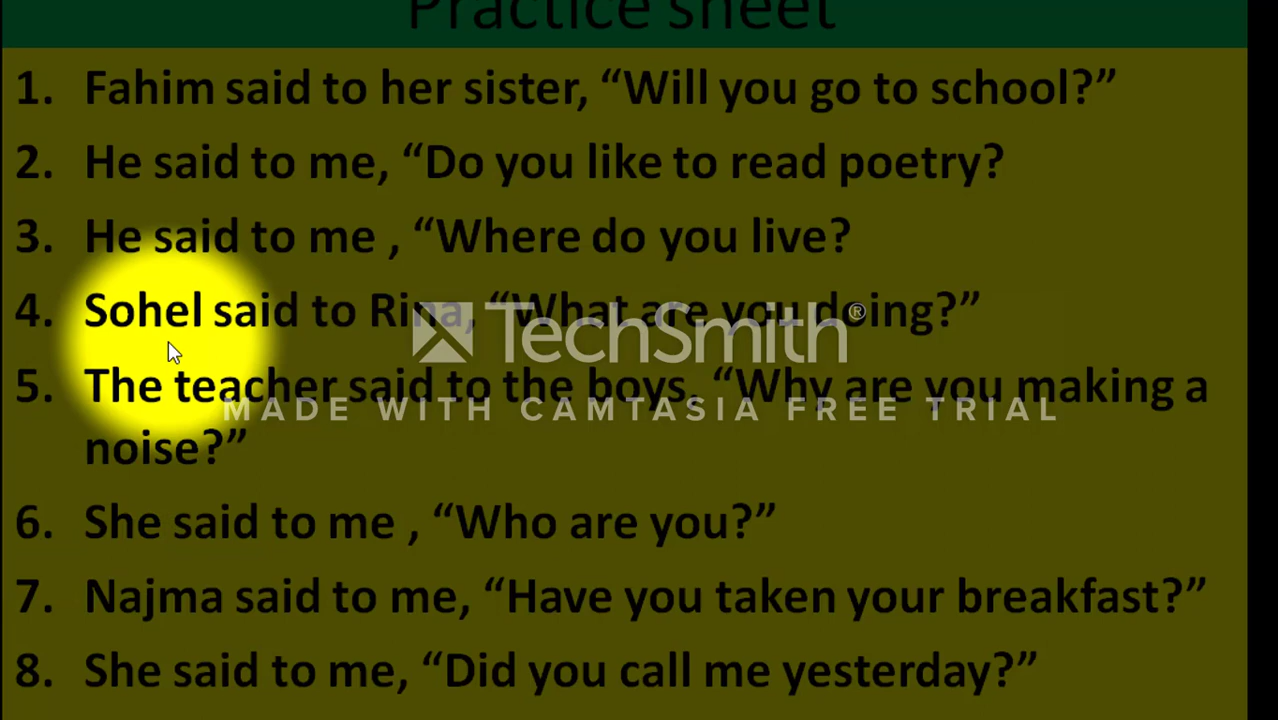 Practice sheet
1. Fahim said to her sister, “Will you go to school?”
2. He said to me, “Do you like to read poetry?
3. He said to me , “Where do you live?
4. Sohel said to Rina, “What are you doing?”
TechSmith®
5. The teacher said to the boys, “Why are you making a
MADE WITH CAMTASIA FREE TRIAL
noise?”
6. She said to me , “Who are you?”
7. Najma said to me, “Have you taken your breakfast?”
8. She said to me, “Did you call me yesterday?”